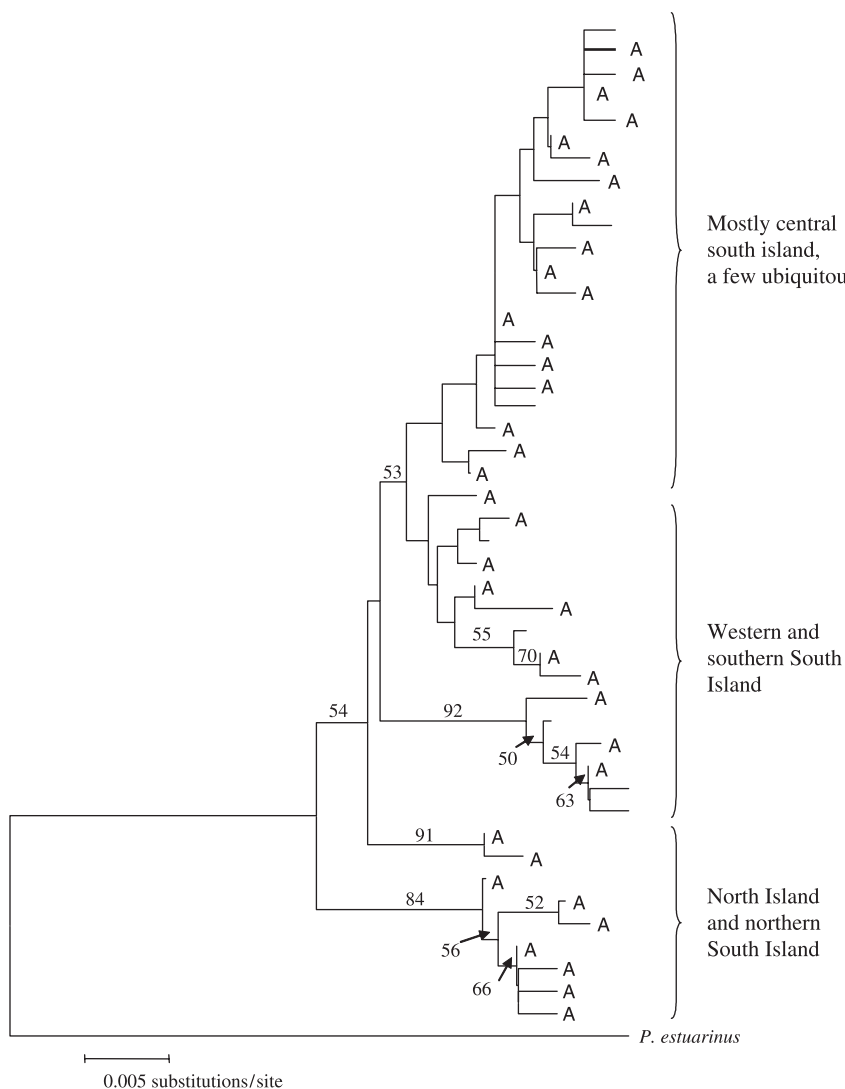 A
A
A
A
A
A
A
A
A
A
A
Mostly central
south island,
a few ubiquitou
A
A
A
A
A
A
53
A
A
A
A
A
A
55
70
A
A
Western and
southern South
Island
A
54
92
A
54
50
A
63
91
A
A
A
84
52
A
A
56
A
North Island
and northern
South Island
A
66
A
A
P. estuarinus
0.005 substitutions/site